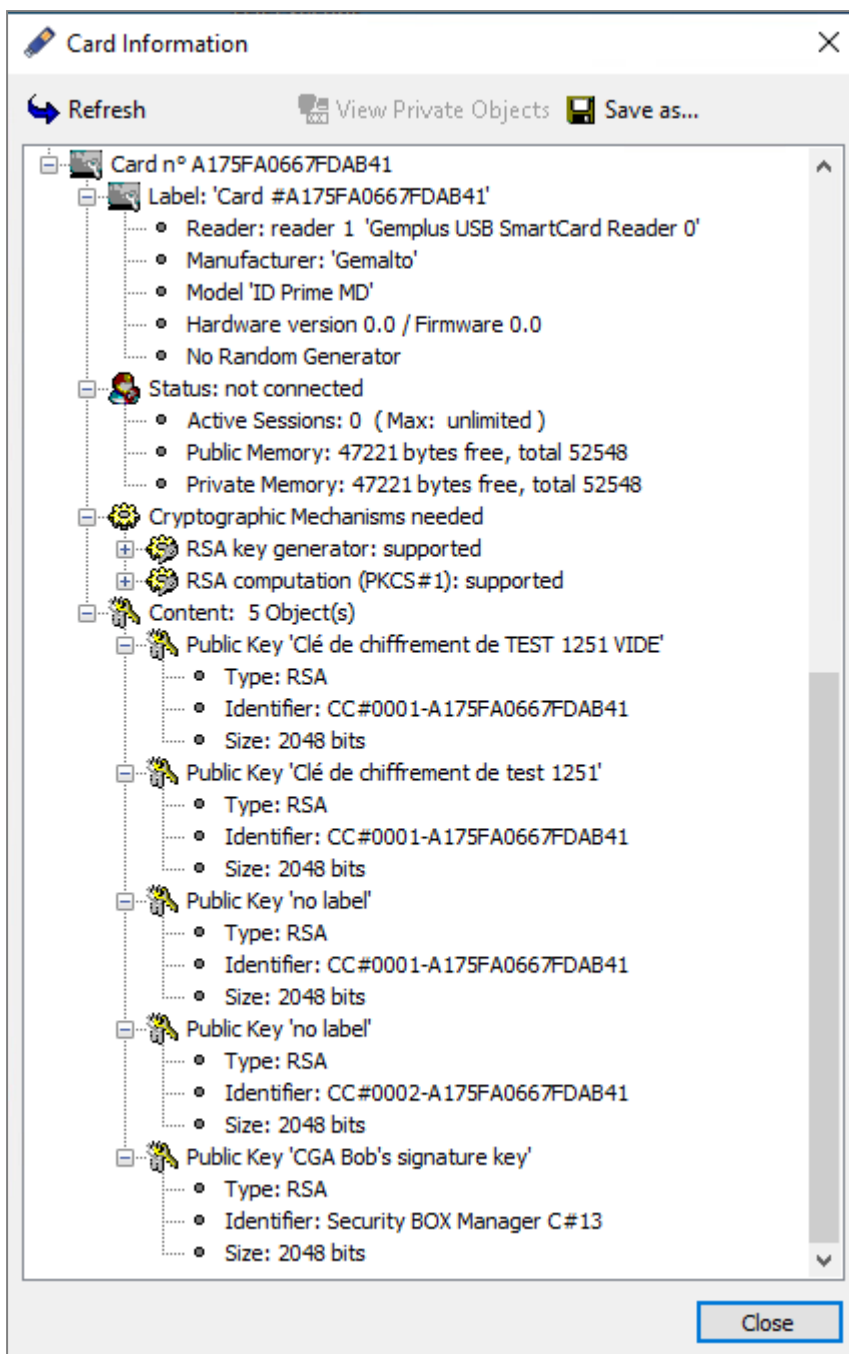 Card Information
Refresh View Private Objects Save as...
Card n° A175FA0667FDAB41
Label: 'Card #A175FA0667FDAB41'
Reader: reader 1 'Gemplus USB SmartCard Reader 0'
Manufacturer: 'Gemalto'
Model 'ID Prime MD'
Hardware version 0.0 / Firmware 0.0
No Random Generator
Status: not connected
Active Sessions: 0 ( Max: unlimited )
Public Memory: 47221 bytes free, total 52548
Private Memory: 47221 bytes free, total 52548
Cryptographic Mechanisms needed
RSA key generator: supported
RSA computation (PKCS#1): supported
Content: 5 Object(s)
Public Key 'Clé de chiffrement de TEST 1251 VIDE'
Type: RSA
Identifier: CC#0001-A175FA0667FDAB41
Size: 2048 bits
Public Key 'Clé de chiffrement de test 1251'
Type: RSA
Identifier: CC#0001-A175FA0667FDAB41
Size: 2048 bits
Public Key 'no label'
Type: RSA
Identifier: CC#0001-A175FA0667FDAB41
Size: 2048 bits
Public Key 'no label'
Type: RSA
Identifier: CC#0002-A175FA0667FDAB41
Size: 2048 bits
Public Key 'CGA Bob's signature key'
Type: RSA
Identifier: Security BOX Manager C#13
Size: 2048 bits
Close